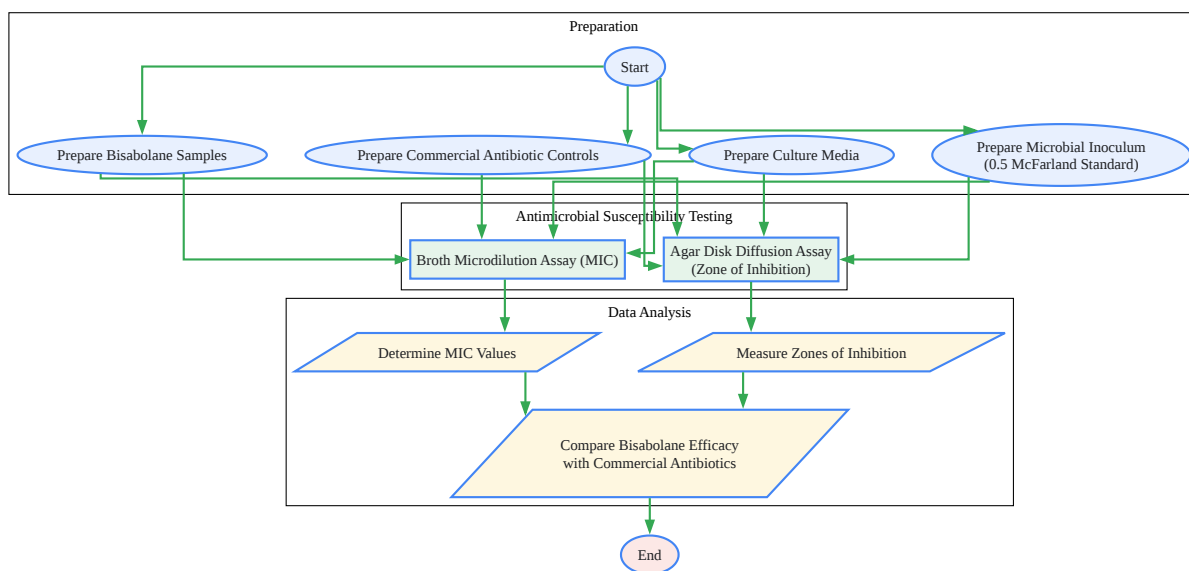 Preparation
Start
Prepare Bisabolane Samples
Prepare Commercial Antibiotic Controls
Prepare Culture Media
Prepare Microbial Inoculum
(0.5 McFarland Standard)
Antimicrobial Susceptibility Testing
Broth Microdilution Assay (MIC)
Agar Disk Diffusion Assay
(Zone of Inhibition)
Data Analysis
Determine MIC Values
Measure Zones of Inhibition
Compare Bisabolane Efficacy
with Commercial Antibiotics
End